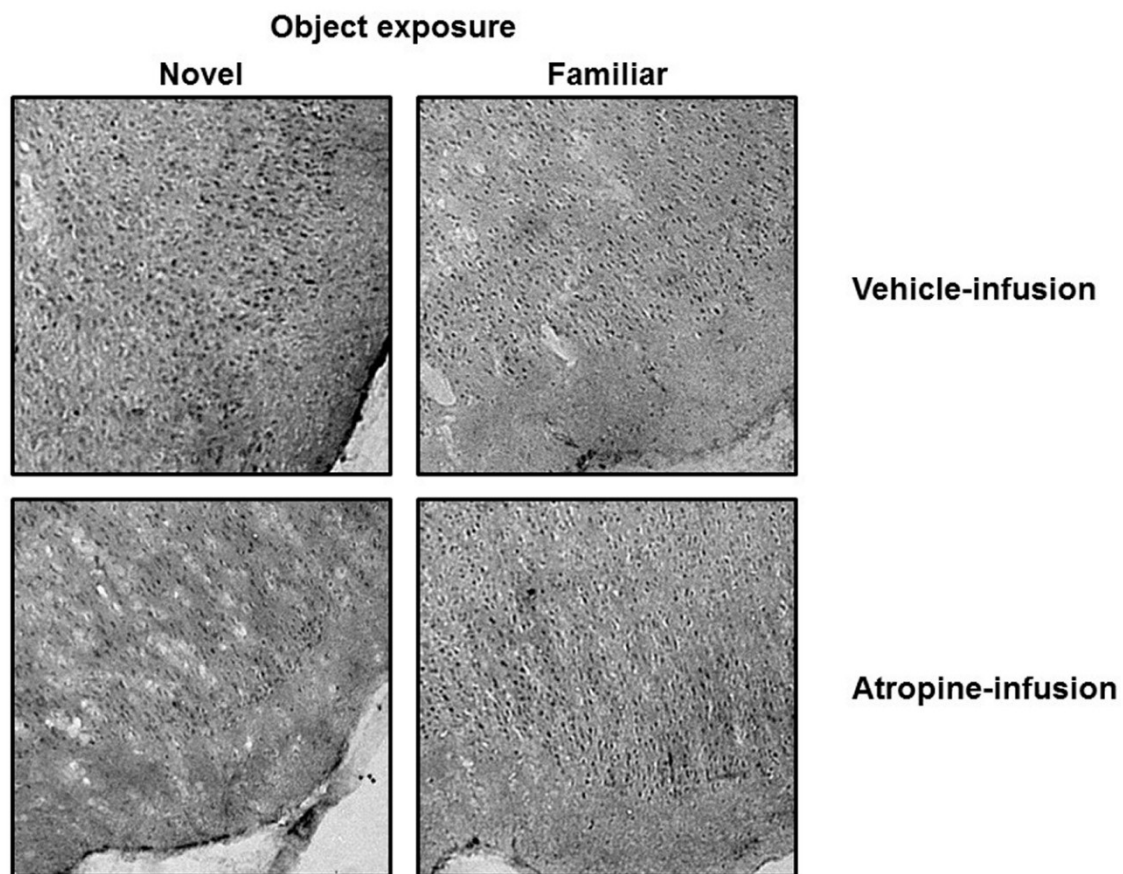 Object exposure
Novel Familiar
Vehicle-infusion
Atropine-infusion